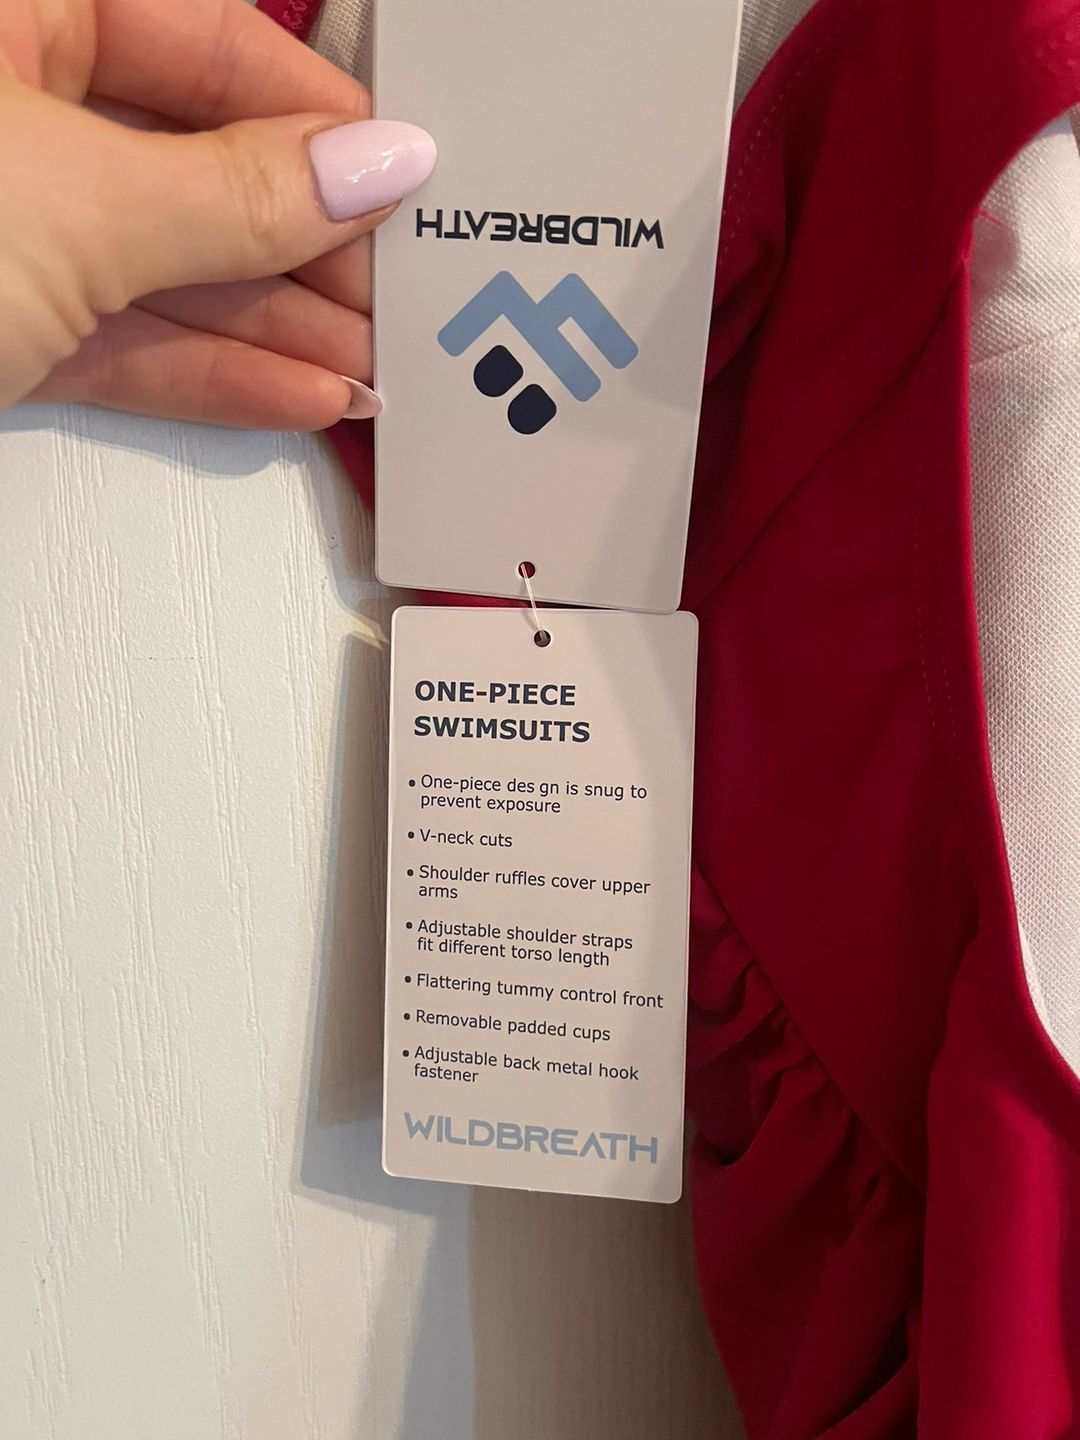 WILDBREATH
ONE-PIECE
SWIMSUITS
• One-piece des gn is snug to
prevent exposure
• V-neck cuts
• Shoulder ruffles cover upper
arms
• Adjustable shoulder straps
fit different torso length
• Flattering tummy control front
• Removable padded cups
• Adjustable back metal hook
fastener
WILDBREATH